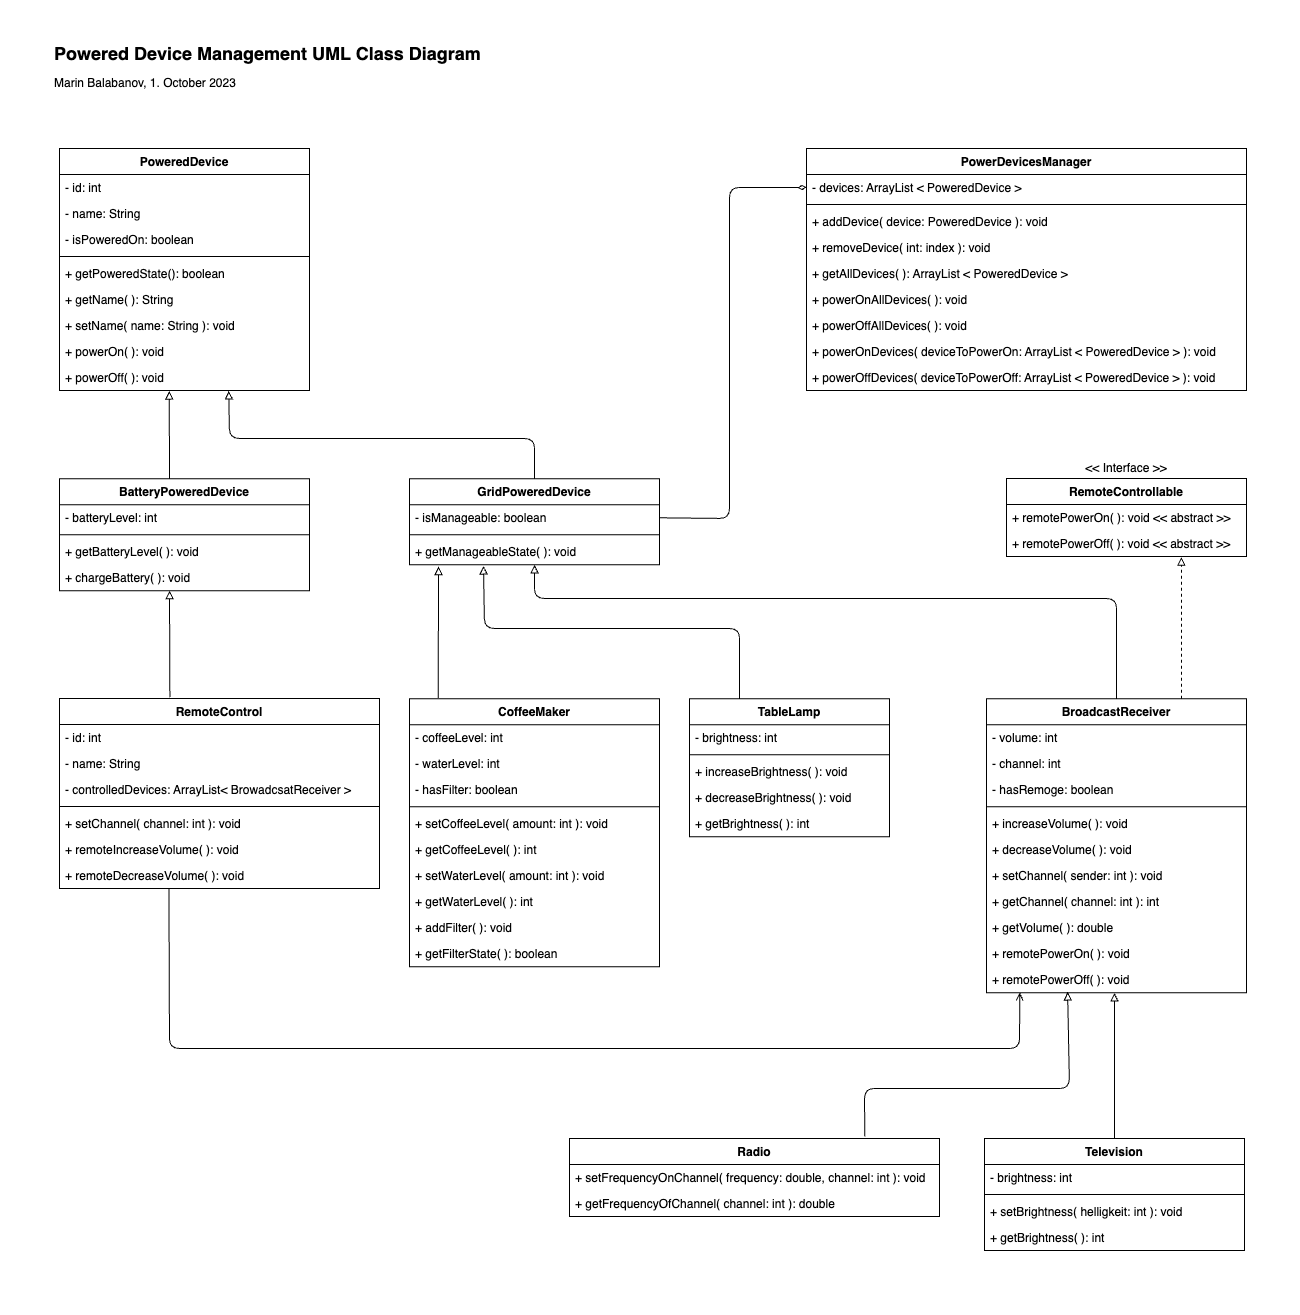 Powered Device Management UML Class Diagram
Marin Balabanov, 1. October 2023
PoweredDevice
- id: int
- name: String
- isPoweredOn: boolean
+ getPoweredState(): boolean
+ getName( ): String
+ setName( name: String ): void
+ powerOn( ): void
+ powerOff( ): void
PowerDevicesManager
- devices: ArrayList < PoweredDevice >
+ addDevice( device: PoweredDevice ): void
+ removeDevice( int: index ): void
+ getAllDevices( ): ArrayList < PoweredDevice >
+ powerOnAllDevices( ): void
+ powerOffAllDevices( ): void
+ powerOnDevices( deviceToPowerOn: ArrayList < PoweredDevice > ): void
+ powerOffDevices( deviceToPowerOff: ArrayList < PoweredDevice > ): void
BatteryPoweredDevice
- batteryLevel: int
+ getBatteryLevel( ): void
+ chargeBattery( ): void
GridPoweredDevice
- isManageable: boolean
+ getManageableState( ): void
<< Interface >>
RemoteControllable
+ remotePowerOn( ): void << abstract >>
+ remotePowerOff( ): void << abstract >>
RemoteControl
- id: int
- name: String
- controlledDevices: ArrayList< BrowadcsatReceiver >
+ setChannel( channel: int ): void
+ remoteIncreaseVolume( ): void
+ remoteDecreaseVolume( ): void
CoffeeMaker
- coffeeLevel: int
- waterLevel: int
- hasFilter: boolean
+ setCoffeeLevel( amount: int ): void
+ getCoffeeLevel( ): int
+ setWaterLevel( amount: int ): void
+ getWaterLevel( ): int
+ addFilter( ): void
+ getFilterState( ): boolean
TableLamp
- brightness: int
+ increaseBrightness( ): void
+ decreaseBrightness( ): void
+ getBrightness( ): int
BroadcastReceiver
- volume: int
- channel: int
- hasRemoge: boolean
+ increaseVolume( ): void
+ decreaseVolume( ): void
+ setChannel( sender: int ): void
+ getChannel( channel: int ): int
+ getVolume( ): double
+ remotePowerOn( ): void
+ remotePowerOff( ): void
Radio
+ setFrequencyOnChannel( frequency: double, channel: int ): void
+ getFrequencyOfChannel( channel: int ): double
Television
- brightness: int
+ setBrightness( helligkeit: int ): void
+ getBrightness( ): int